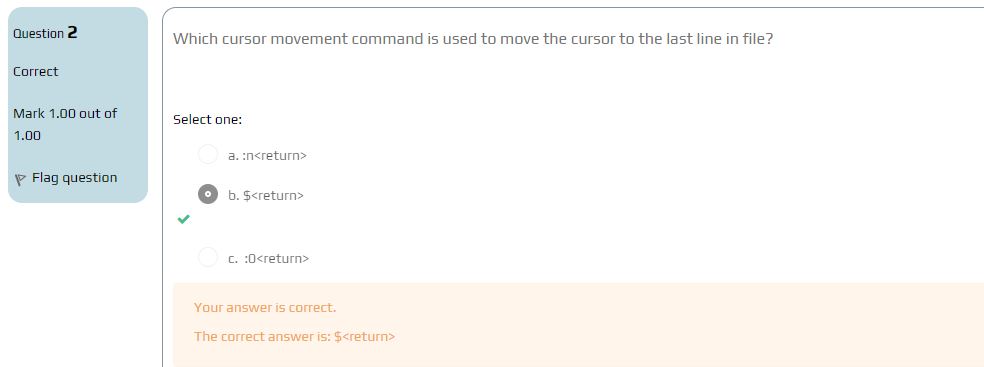 Question 2
Correct
Mark 1.00 out of
1.00
Flag question
Which cursor movement command is used to move the cursor to the last line in file?
Select one:
a. :n<return>
b. $<return>
c. :0<return>
Your answer is correct.
The correct answer is: $<return>